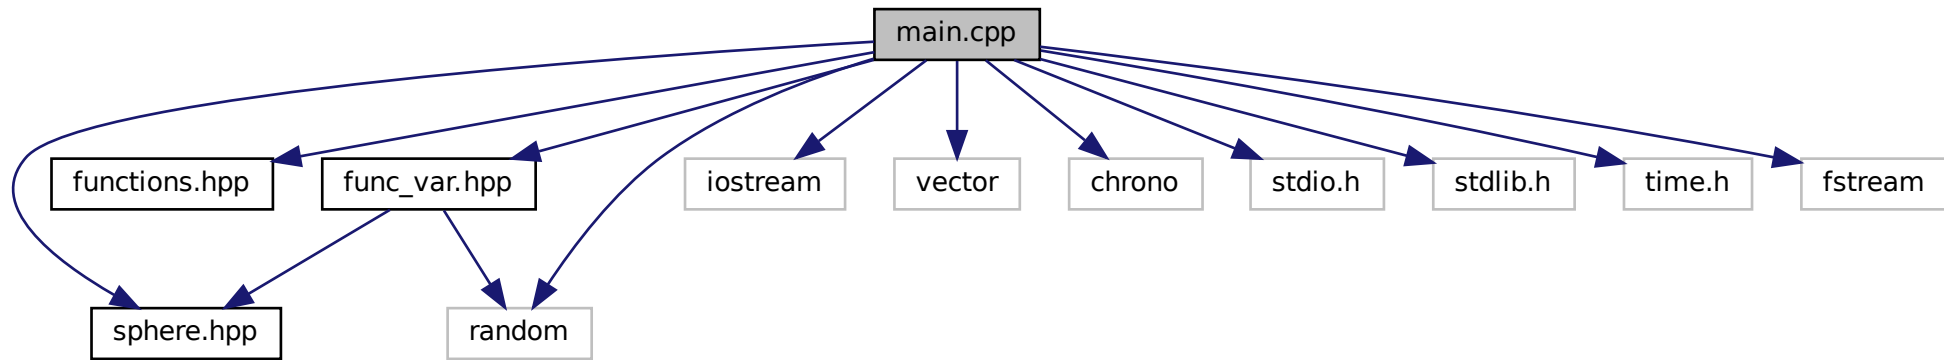 main.cpp
functions.hpp
func_var.hpp
iostream
vector
chrono
stdio.h
stdlib.h
time.h
fstream
sphere.hpp
random